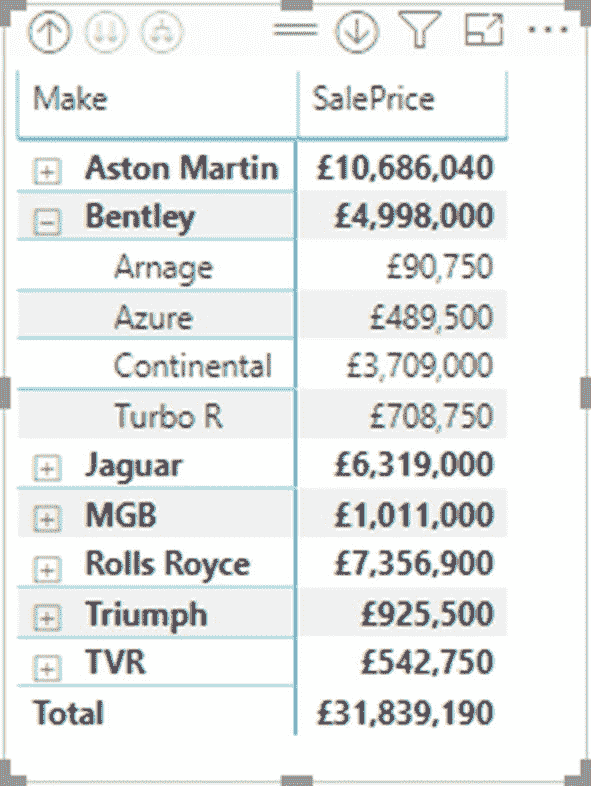 Make SalePrice
Aston Martin £10,686,040
Bentley £4,998,000
Arnage £90,750
Azure £489,500
Continental £3,709,000
Turbo R £708,750
Jaguar £6,319,000
MGB £1,011,000
Rolls Royce £7,356,900
Triumph £925,500
TVR £542,750
Total £31,839,190